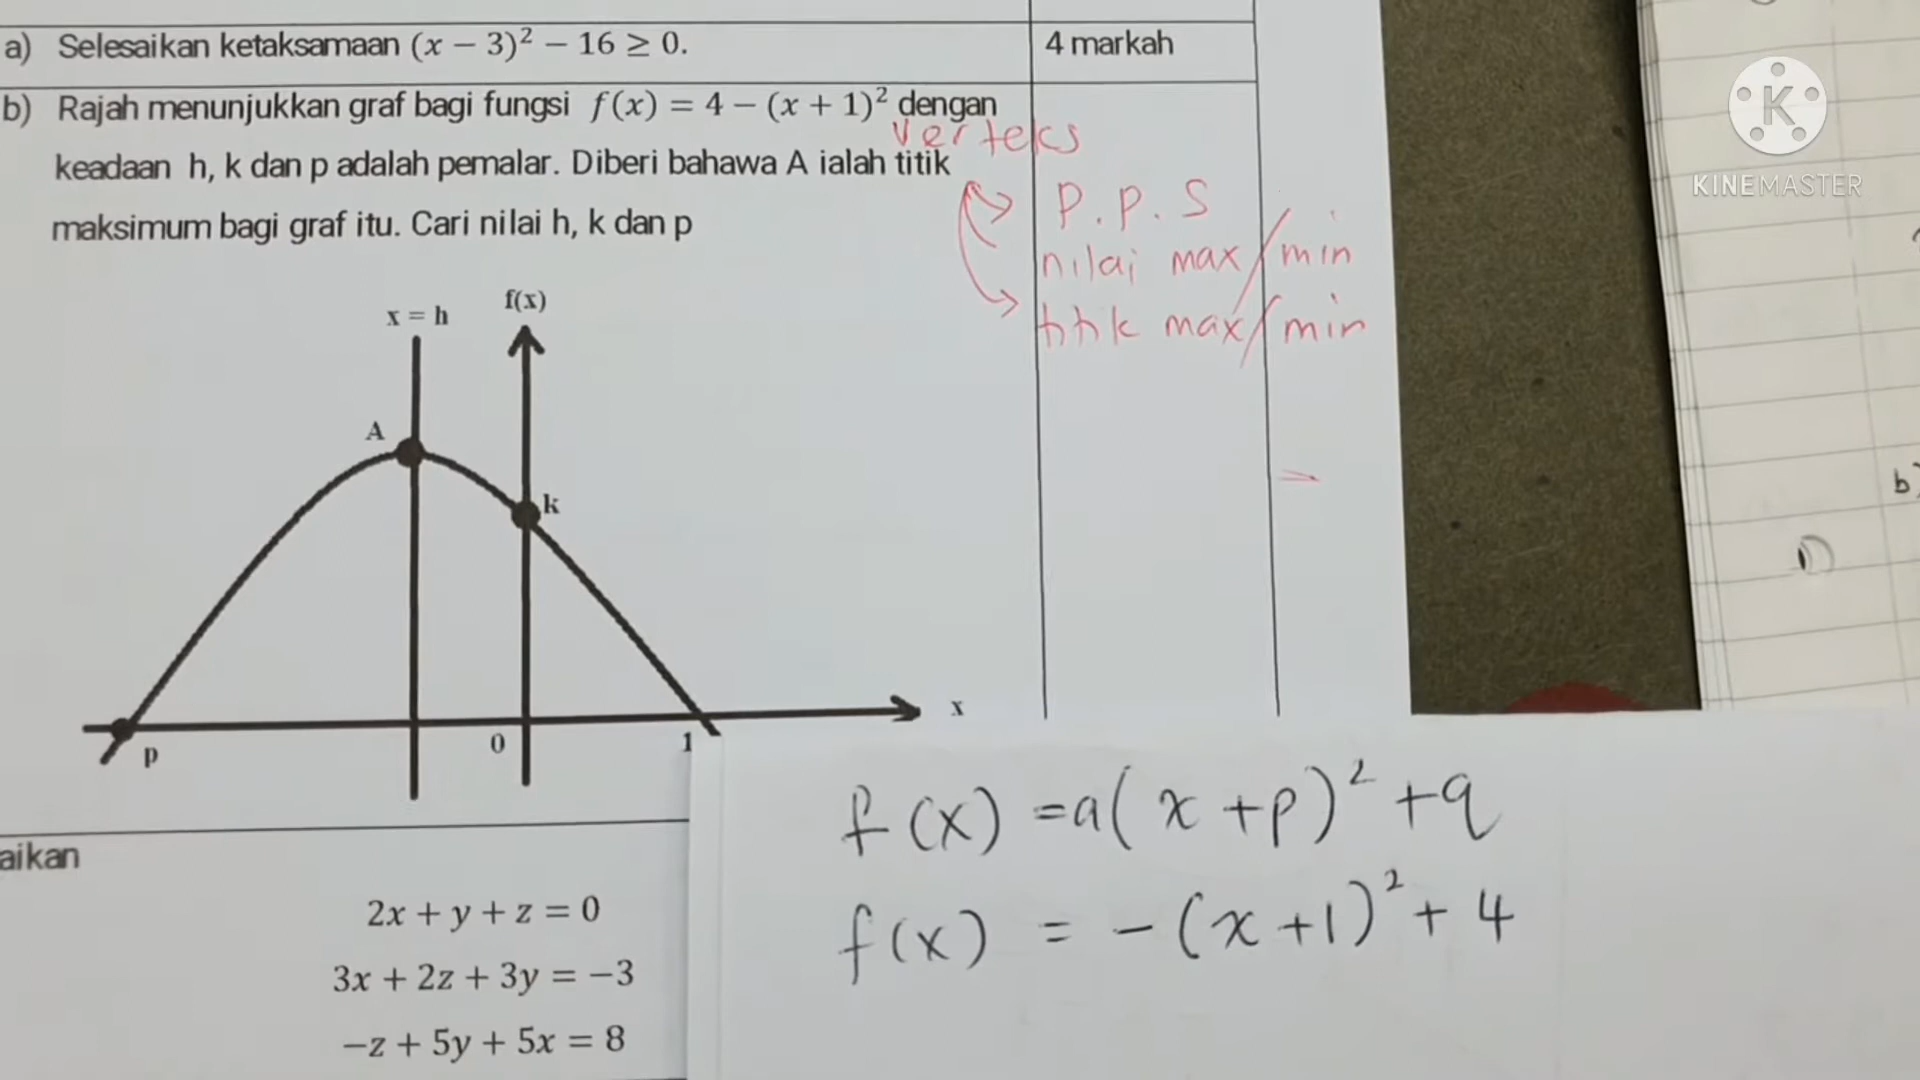 a) Selesaikan ketaksamaan (x − 3)² − 16 ≥ 0.
4 markah
b) Rajah menunjukkan graf bagi fungsi f(x) = 4 − (x + 1)² dengan
verteks
keadaan h, k dan p adalah pemalar. Diberi bahawa A ialah titik
maksimum bagi graf itu. Cari nilai h, k dan p
P.P.S
nilai max/min
titik max/min
x = h
f(x)
A
k
x
p
0
1
f(x) = a(x + p)² + q
f(x) = −(x + 1)² + 4
aikan
2x + y + z = 0
3x + 2z + 3y = −3
−z + 5y + 5x = 8
b)
K
KINEMASTER